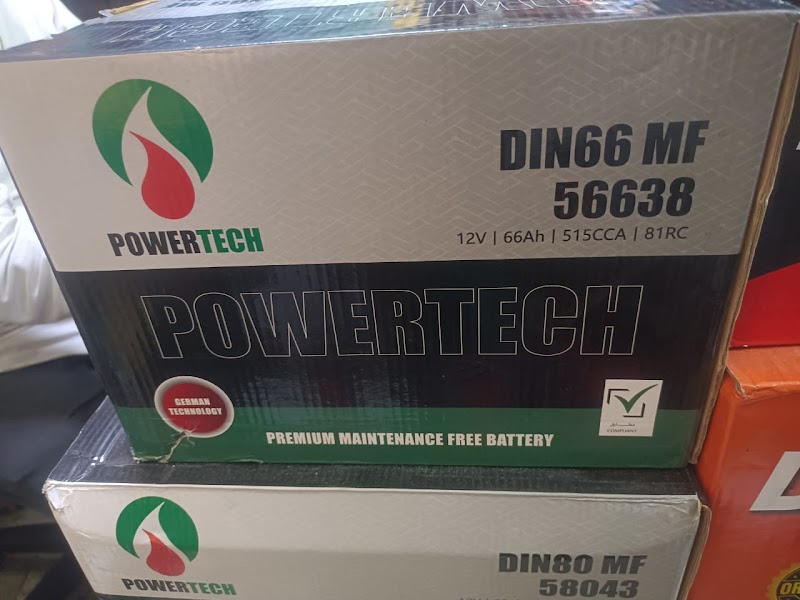 DIN66 MF
56638
12V | 66Ah | 515CCA | 81RC
POWERTECH
POWERTECH
GERMAN
TECHNOLOGY
COMPLIANT
PREMIUM MAINTENANCE FREE BATTERY
DIN80 MF
58043
POWERTECH